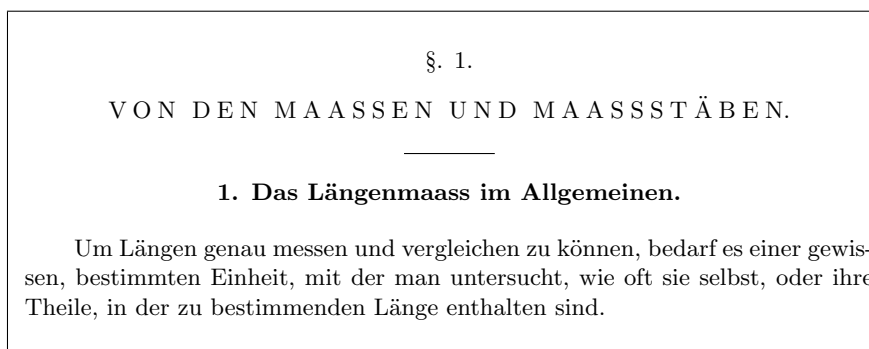 §. 1.
VON DEN MAASSEN UND MAASSSTÄBEN.
1. Das Längenmaass im Allgemeinen.
Um Längen genau messen und vergleichen zu können, bedarf es einer gewis-
sen, bestimmten Einheit, mit der man untersucht, wie oft sie selbst, oder ihre
Theile, in der zu bestimmenden Länge enthalten sind.